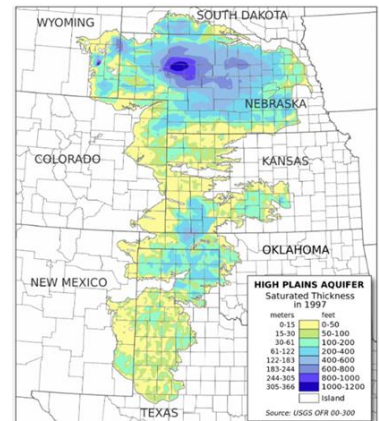 SOUTH DAKOTA
WYOMING
NEBRASKA
COLORADO
KANSAS
OKLAHOMA
NEW MEXICO
TEXAS
HIGH PLAINS AQUIFER
Saturated Thickness
in 1997
meters feet
0-15 0-50
15-30 50-100
30-61 100-200
61-122 200-400
122-183 400-600
183-244 600-800
244-305 800-1000
305-366 1000-1200
Island
Source: USGS OFR 00-300